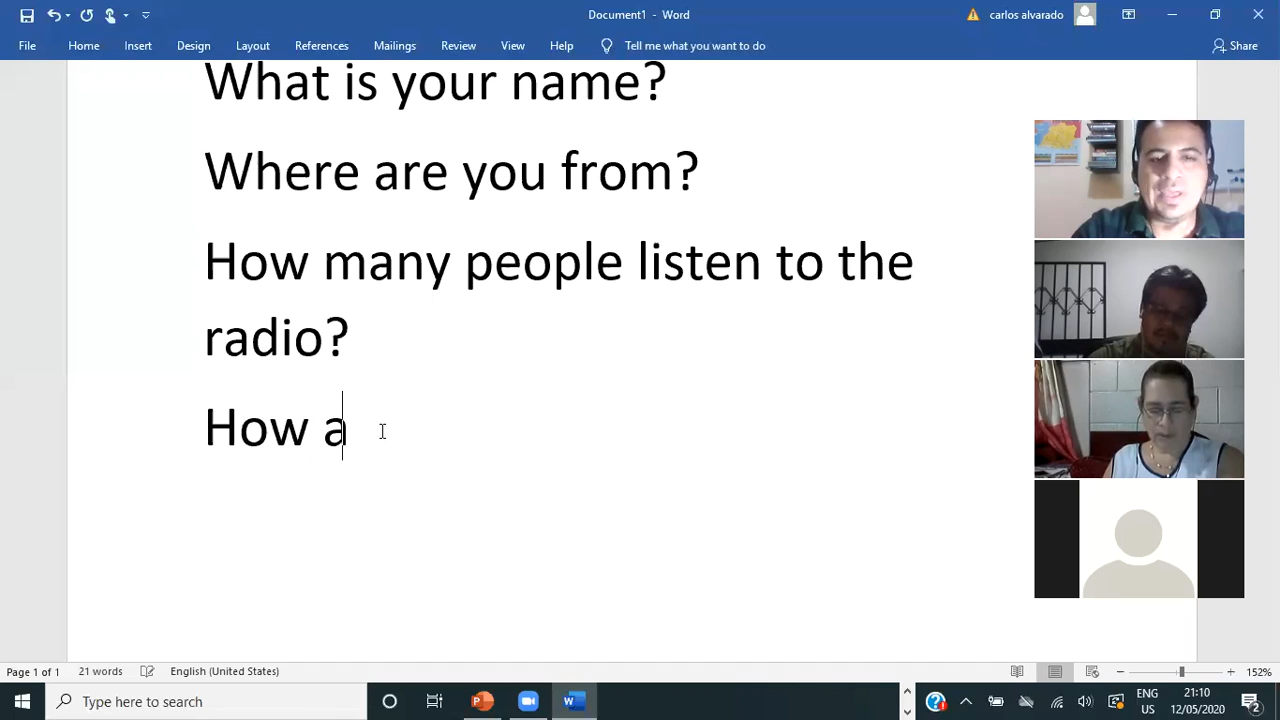 Document1 - Word
carlos alvarado
File
Home
Insert
Design
Layout
References
Mailings
Review
View
Help
Tell me what you want to do
Share
What is your name?
Where are you from?
How many people listen to the
radio?
How a
Page 1 of 1
21 words
English (United States)
152%
Type here to search
ENG
US
21:10
12/05/2020
2